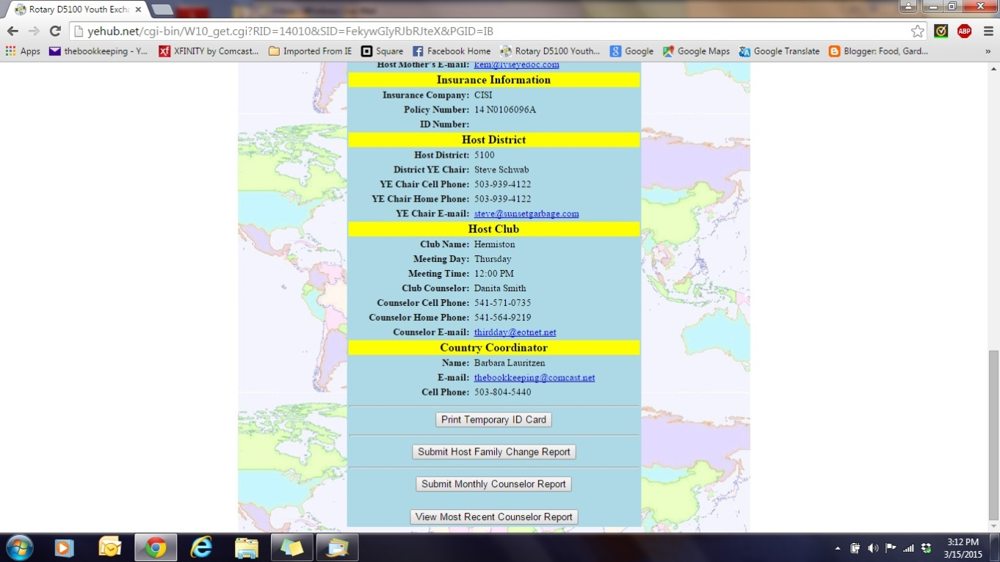 Rotary D5100 Youth Exch
yehub.net/cgi-bin/W10_get.cgi?RID=14010&SID=FekywGIyRJbRJteX&PGID=IB
ABP
Apps thebookkeeping - Y... XFINITY by Comcast... Imported From IE Square Facebook Home Rotary D5100 Youth... Google Google Maps Google Translate Blogger: Food, Gard... »
Host Mother's E-mail: kem@lvseyedoc.com
Insurance Information
Insurance Company: CISI
Policy Number: 14 N0106096A
ID Number:
Host District
Host District: 5100
District YE Chair: Steve Schwab
YE Chair Cell Phone: 503-939-4122
YE Chair Home Phone: 503-939-4122
YE Chair E-mail: steve@sunsetgarbage.com
Host Club
Club Name: Hermiston
Meeting Day: Thursday
Meeting Time: 12:00 PM
Club Counselor: Danita Smith
Counselor Cell Phone: 541-571-0735
Counselor Home Phone: 541-564-9219
Counselor E-mail: thirdday@eotnet.net
Country Coordinator
Name: Barbara Lauritzen
E-mail: thebookkeeping@comcast.net
Cell Phone: 503-804-5440
Print Temporary ID Card
Submit Host Family Change Report
Submit Monthly Counselor Report
View Most Recent Counselor Report
3:12 PM
3/15/2015